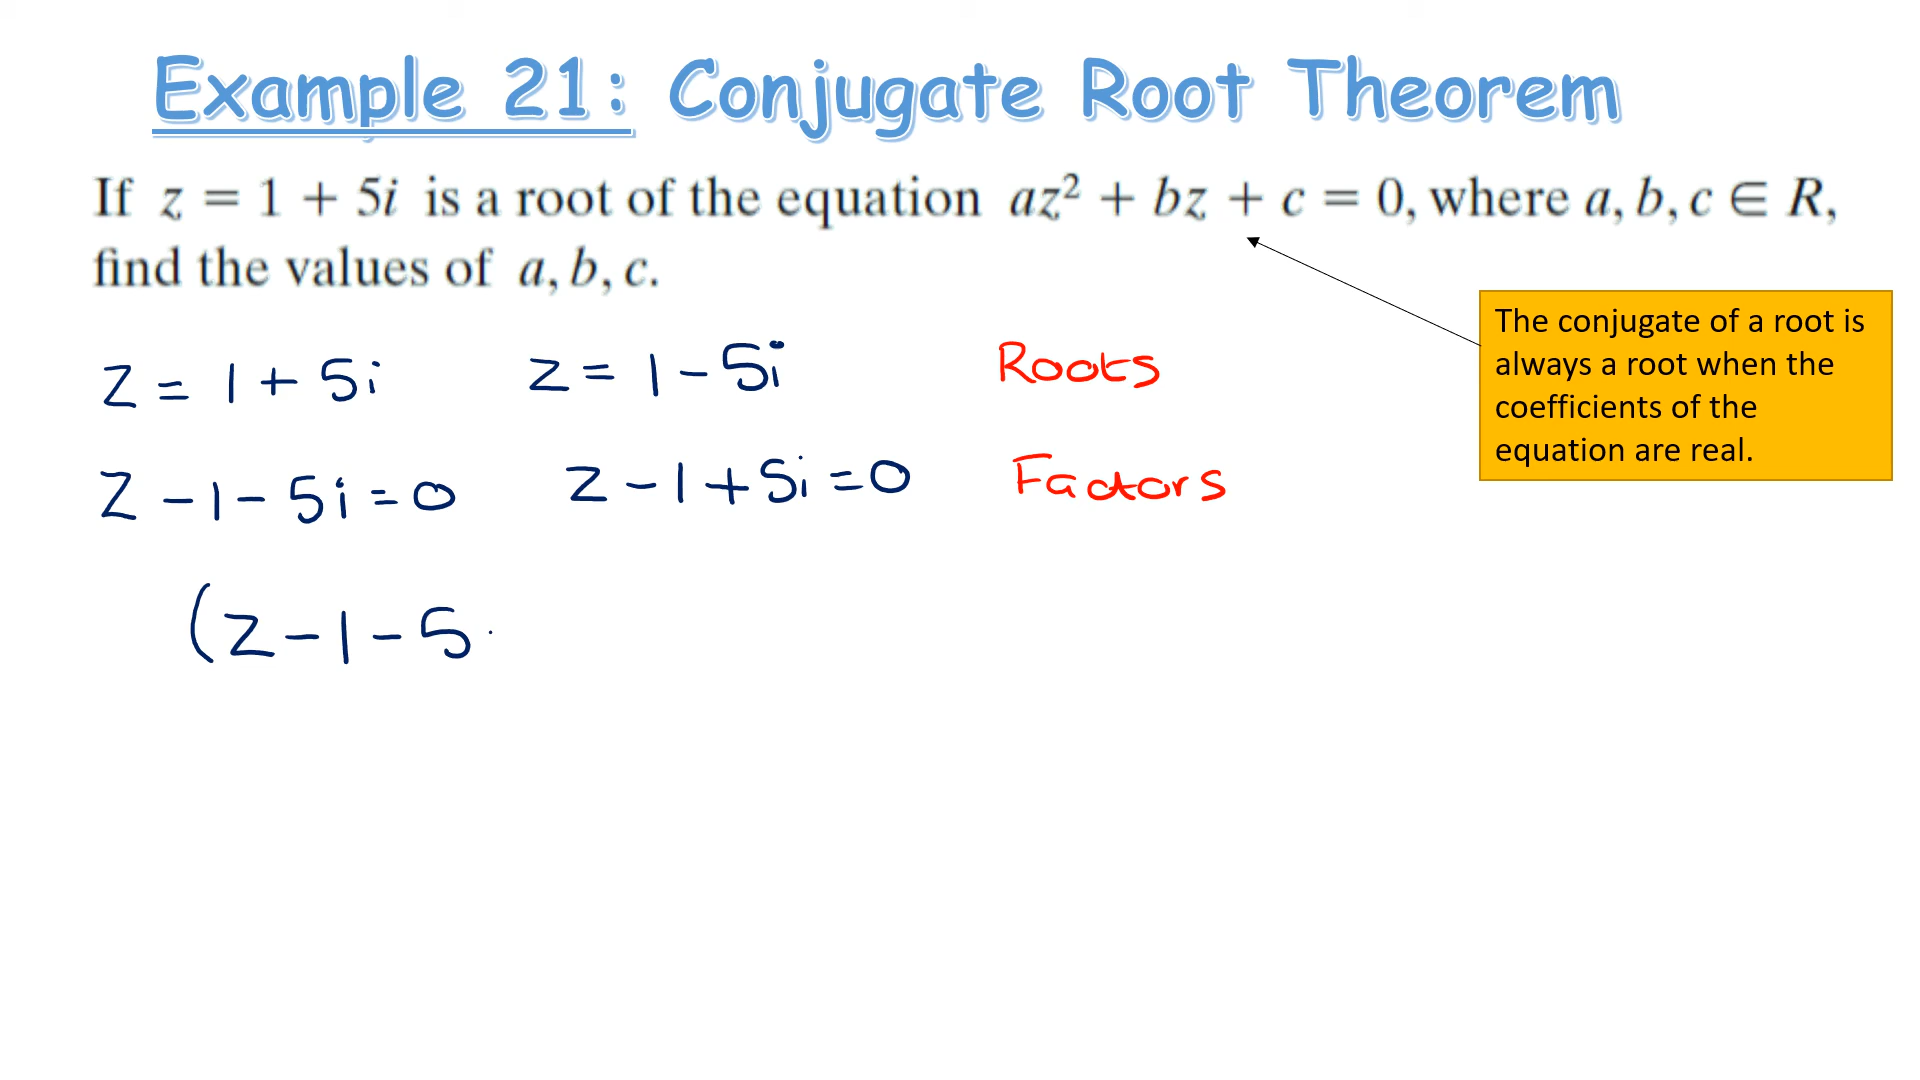 Example 21: Conjugate Root Theorem
If z = 1 + 5i is a root of the equation az² + bz + c = 0, where a, b, c ∈ R,
find the values of a, b, c.
The conjugate of a root is
always a root when the
coefficients of the
equation are real.
z = 1 + 5i z = 1 - 5i Roots
z - 1 - 5i = 0 z - 1 + 5i = 0 Factors
(z - 1 - 5